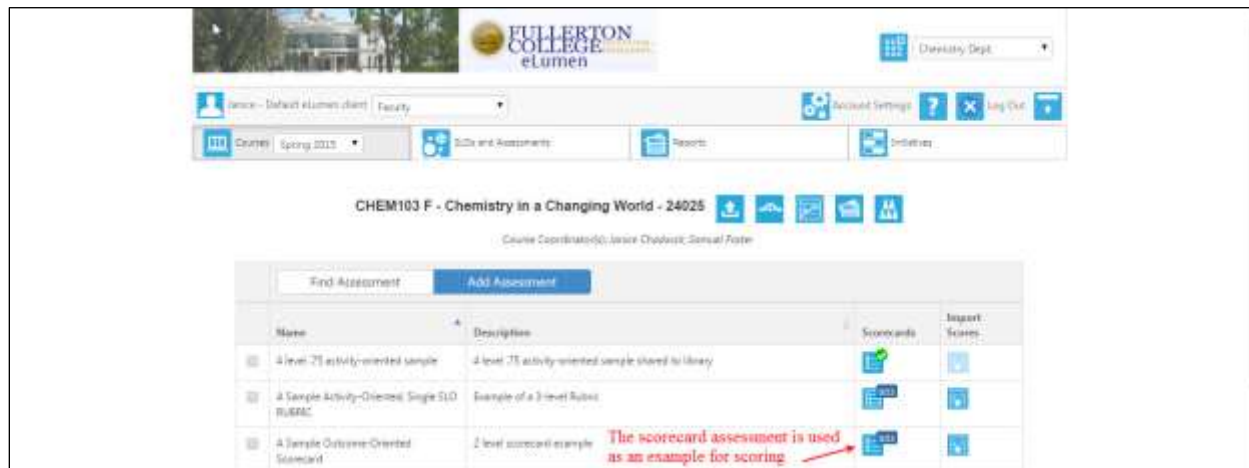 FULLERTON
COLLEGE
eLumen
Chemistry Dept
Janice - Default eLumen client Faculty
Account Settings ? Log Out
Courses Spring 2015 SLOs and Assessments Reports Initiatives
CHEM103 F - Chemistry in a Changing World - 24025
Course Coordinator(s): Janice Chadwick; Samuel Foster
Find Assessment Add Assessment
Name Description Scorecards Import
Scores
4 level .75 activity-oriented sample 4 level .75 activity-oriented sample shared to library
A Sample Activity-Oriented, Single SLO Example of a 3-level Rubric
RUBRIC
A Sample Outcome-Oriented 2 level scorecard example The scorecard assessment is used
Scorecard as an example for scoring